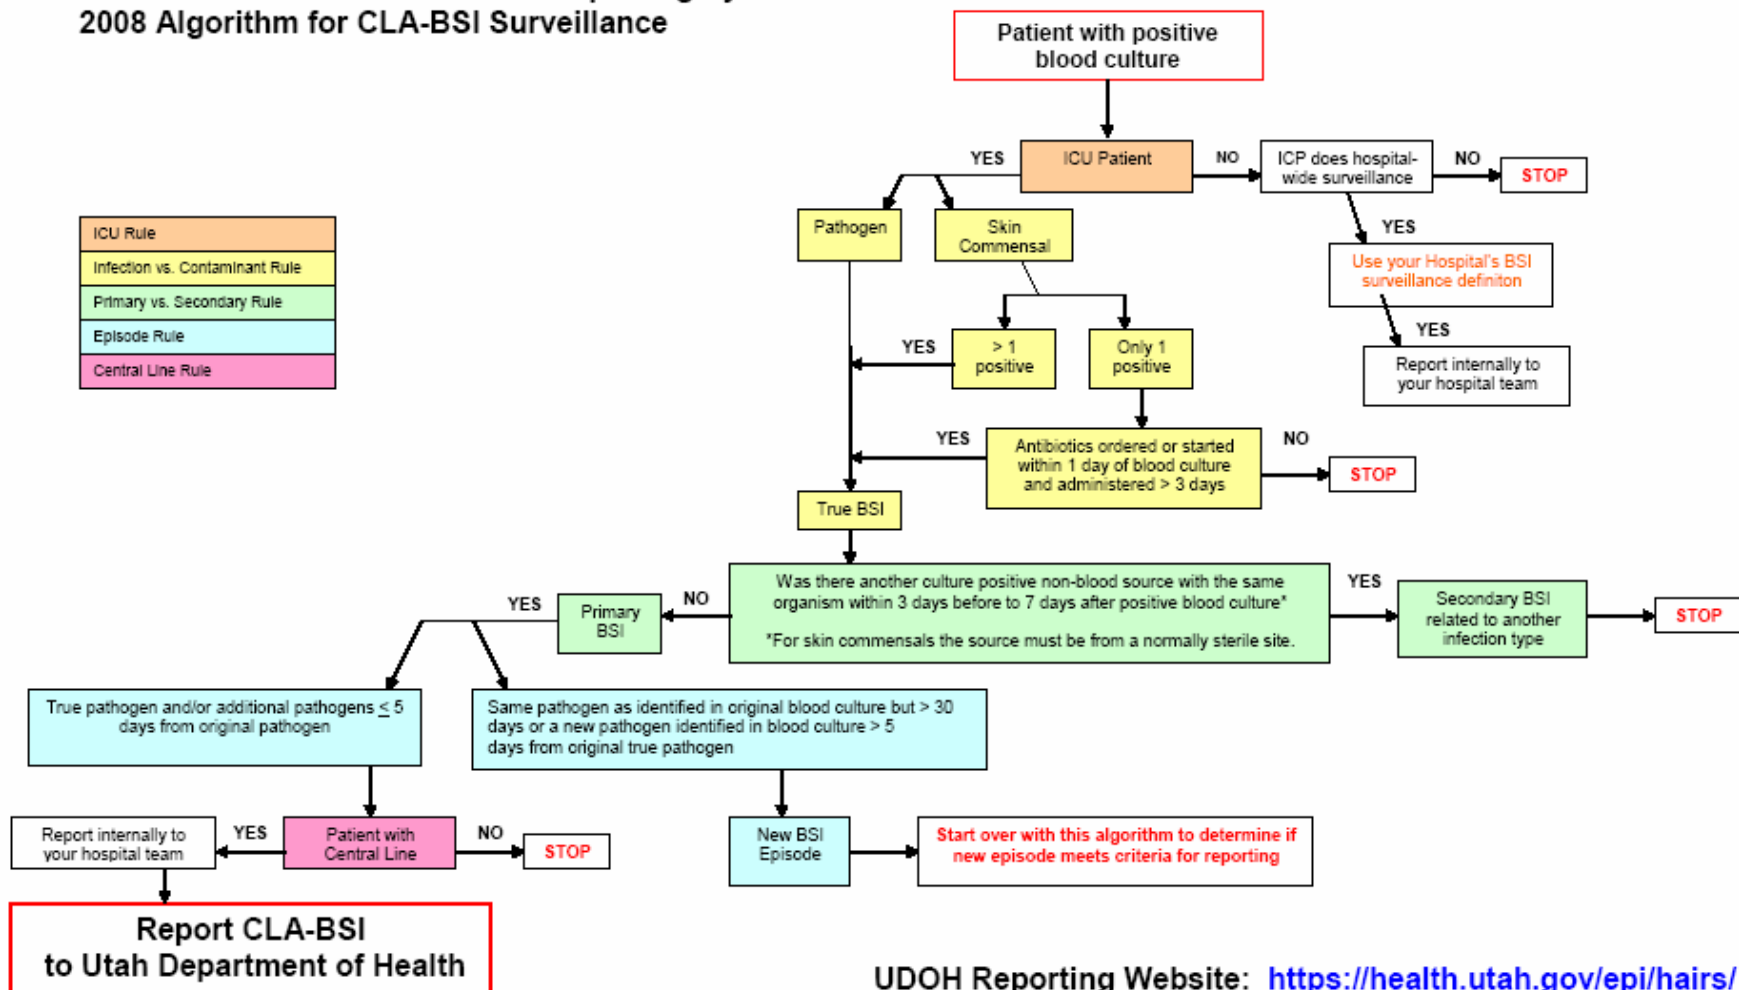 2008 Algorithm for CLA-BSI Surveillance
Patient with positive
blood culture
YES
ICU Patient
NO
ICP does hospital-
wide surveillance
NO
STOP
ICU Rule
Infection vs. Contaminant Rule
Primary vs. Secondary Rule
Episode Rule
Central Line Rule
Pathogen
Skin
Commensal
YES
Use your Hospital's BSI
surveillance definiton
YES
Report internally to
your hospital team
YES
> 1
positive
Only 1
positive
YES
Antibiotics ordered or started
within 1 day of blood culture
and administered > 3 days
NO
STOP
True BSI
Was there another culture positive non-blood source with the same
organism within 3 days before to 7 days after positive blood culture*
*For skin commensals the source must be from a normally sterile site.
YES
Secondary BSI
related to another
infection type
STOP
NO
Primary
BSI
YES
True pathogen and/or additional pathogens ≤ 5
days from original pathogen
Same pathogen as identified in original blood culture but > 30
days or a new pathogen identified in blood culture > 5
days from original true pathogen
Report internally to
your hospital team
YES
Patient with
Central Line
NO
STOP
New BSI
Episode
Start over with this algorithm to determine if
new episode meets criteria for reporting
Report CLA-BSI
to Utah Department of Health
UDOH Reporting Website: https://health.utah.gov/epi/hairs/